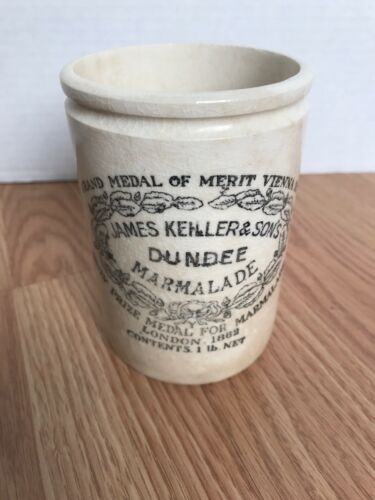 GRAND MEDAL OF MERIT VIENNA
JAMES KEILLER & SONS
DUNDEE
MARMALADE
PRIZE MEDAL FOR MARMALA
LONDON. 1862
CONTENTS. 1 lb. NET